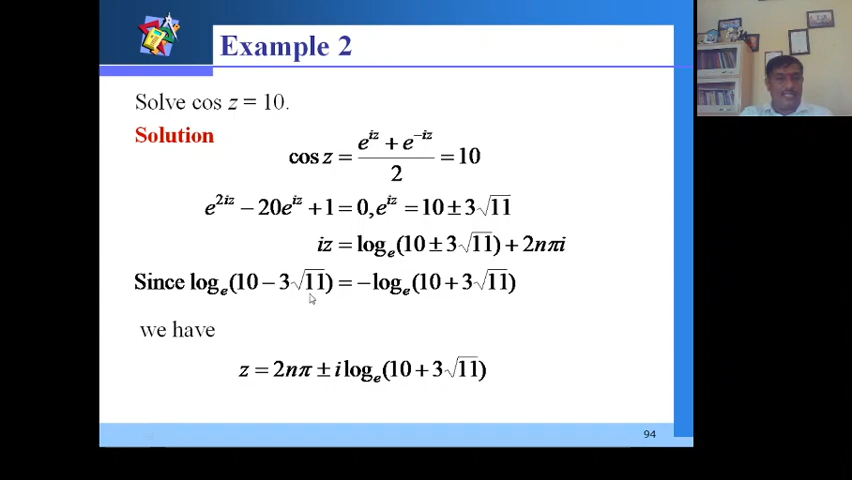 Example 2
Solve cos z = 10.
Solution
cos z = (e^{iz} + e^{-iz})/2 = 10
e^{2iz} − 20e^{iz} + 1 = 0, e^{iz} = 10 ± 3√11
iz = log_e(10 ± 3√11) + 2nπi
Since log_e(10 − 3√11) = −log_e(10 + 3√11)
we have
z = 2nπ ± i log_e(10 + 3√11)
94